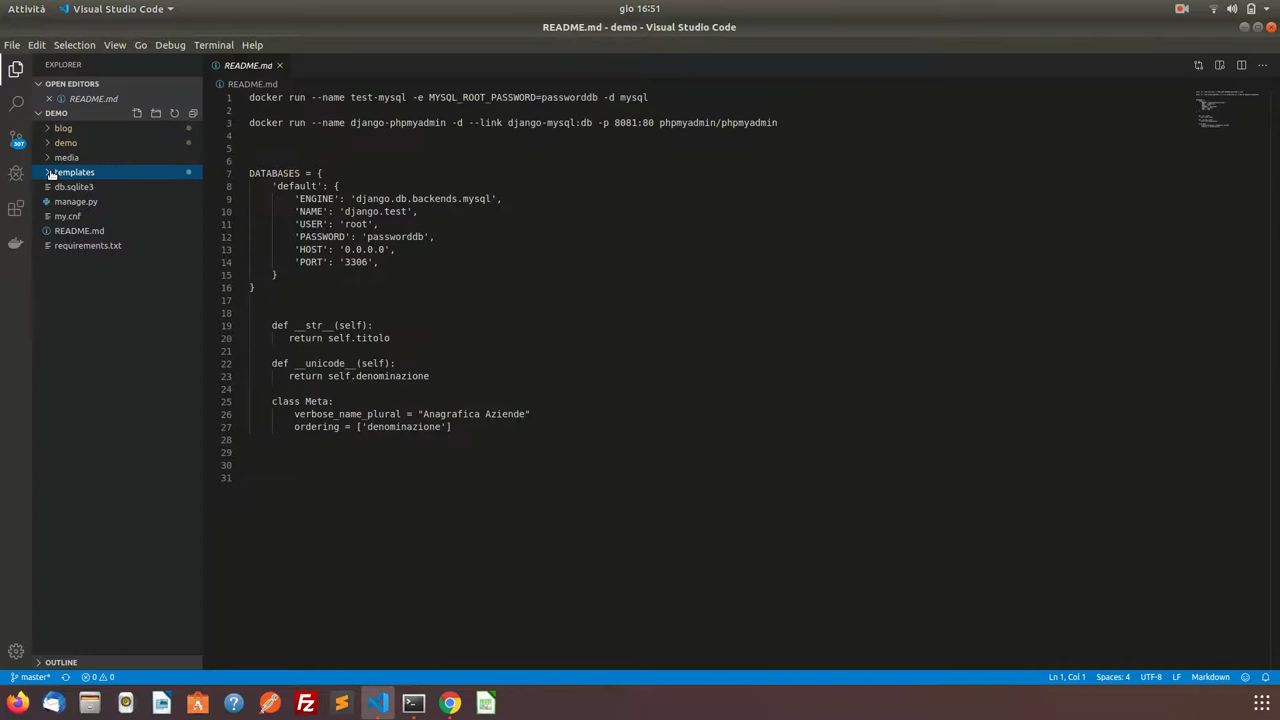 Attività
Visual Studio Code
gio 16:51
README.md - demo - Visual Studio Code
File Edit Selection View Go Debug Terminal Help
EXPLORER
README.md
OPEN EDITORS
README.md
README.md
DEMO
blog
demo
media
templates
db.sqlite3
manage.py
my.cnf
README.md
requirements.txt
307
1 docker run --name test-mysql -e MYSQL_ROOT_PASSWORD=passworddb -d mysql
2
3 docker run --name django-phpmyadmin -d --link django-mysql:db -p 8081:80 phpmyadmin/phpmyadmin
4
5
6
7 DATABASES = {
8 'default': {
9 'ENGINE': 'django.db.backends.mysql',
10 'NAME': 'django.test',
11 'USER': 'root',
12 'PASSWORD': 'passworddb',
13 'HOST': '0.0.0.0',
14 'PORT': '3306',
15 }
16 }
17
18
19 def __str__(self):
20 return self.titolo
21
22 def __unicode__(self):
23 return self.denominazione
24
25 class Meta:
26 verbose_name_plural = "Anagrafica Aziende"
27 ordering = ['denominazione']
28
29
30
31
OUTLINE
master* 0 0
Ln 1, Col 1 Spaces: 4 UTF-8 LF Markdown